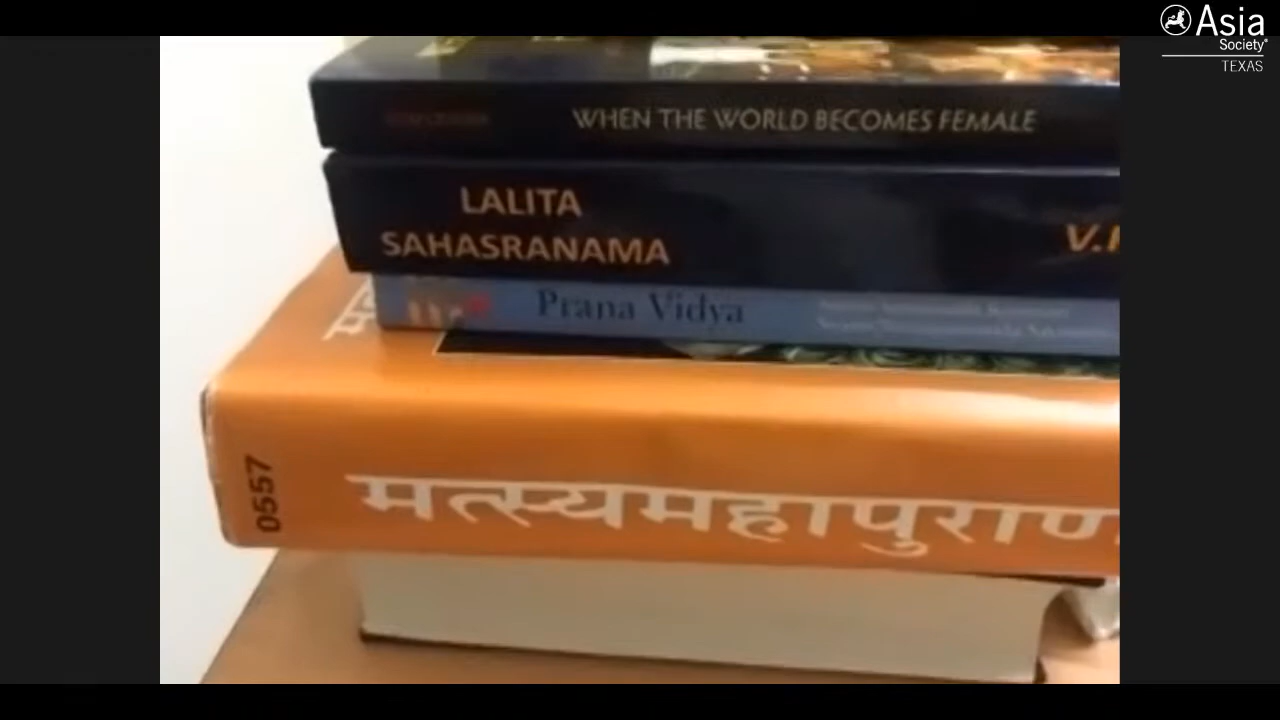 Asia
Society
TEXAS
WHEN THE WORLD BECOMES FEMALE
LALITA
SAHASRANAMA
V.
Prana Vidya
0557
मत्स्यमहापुराण